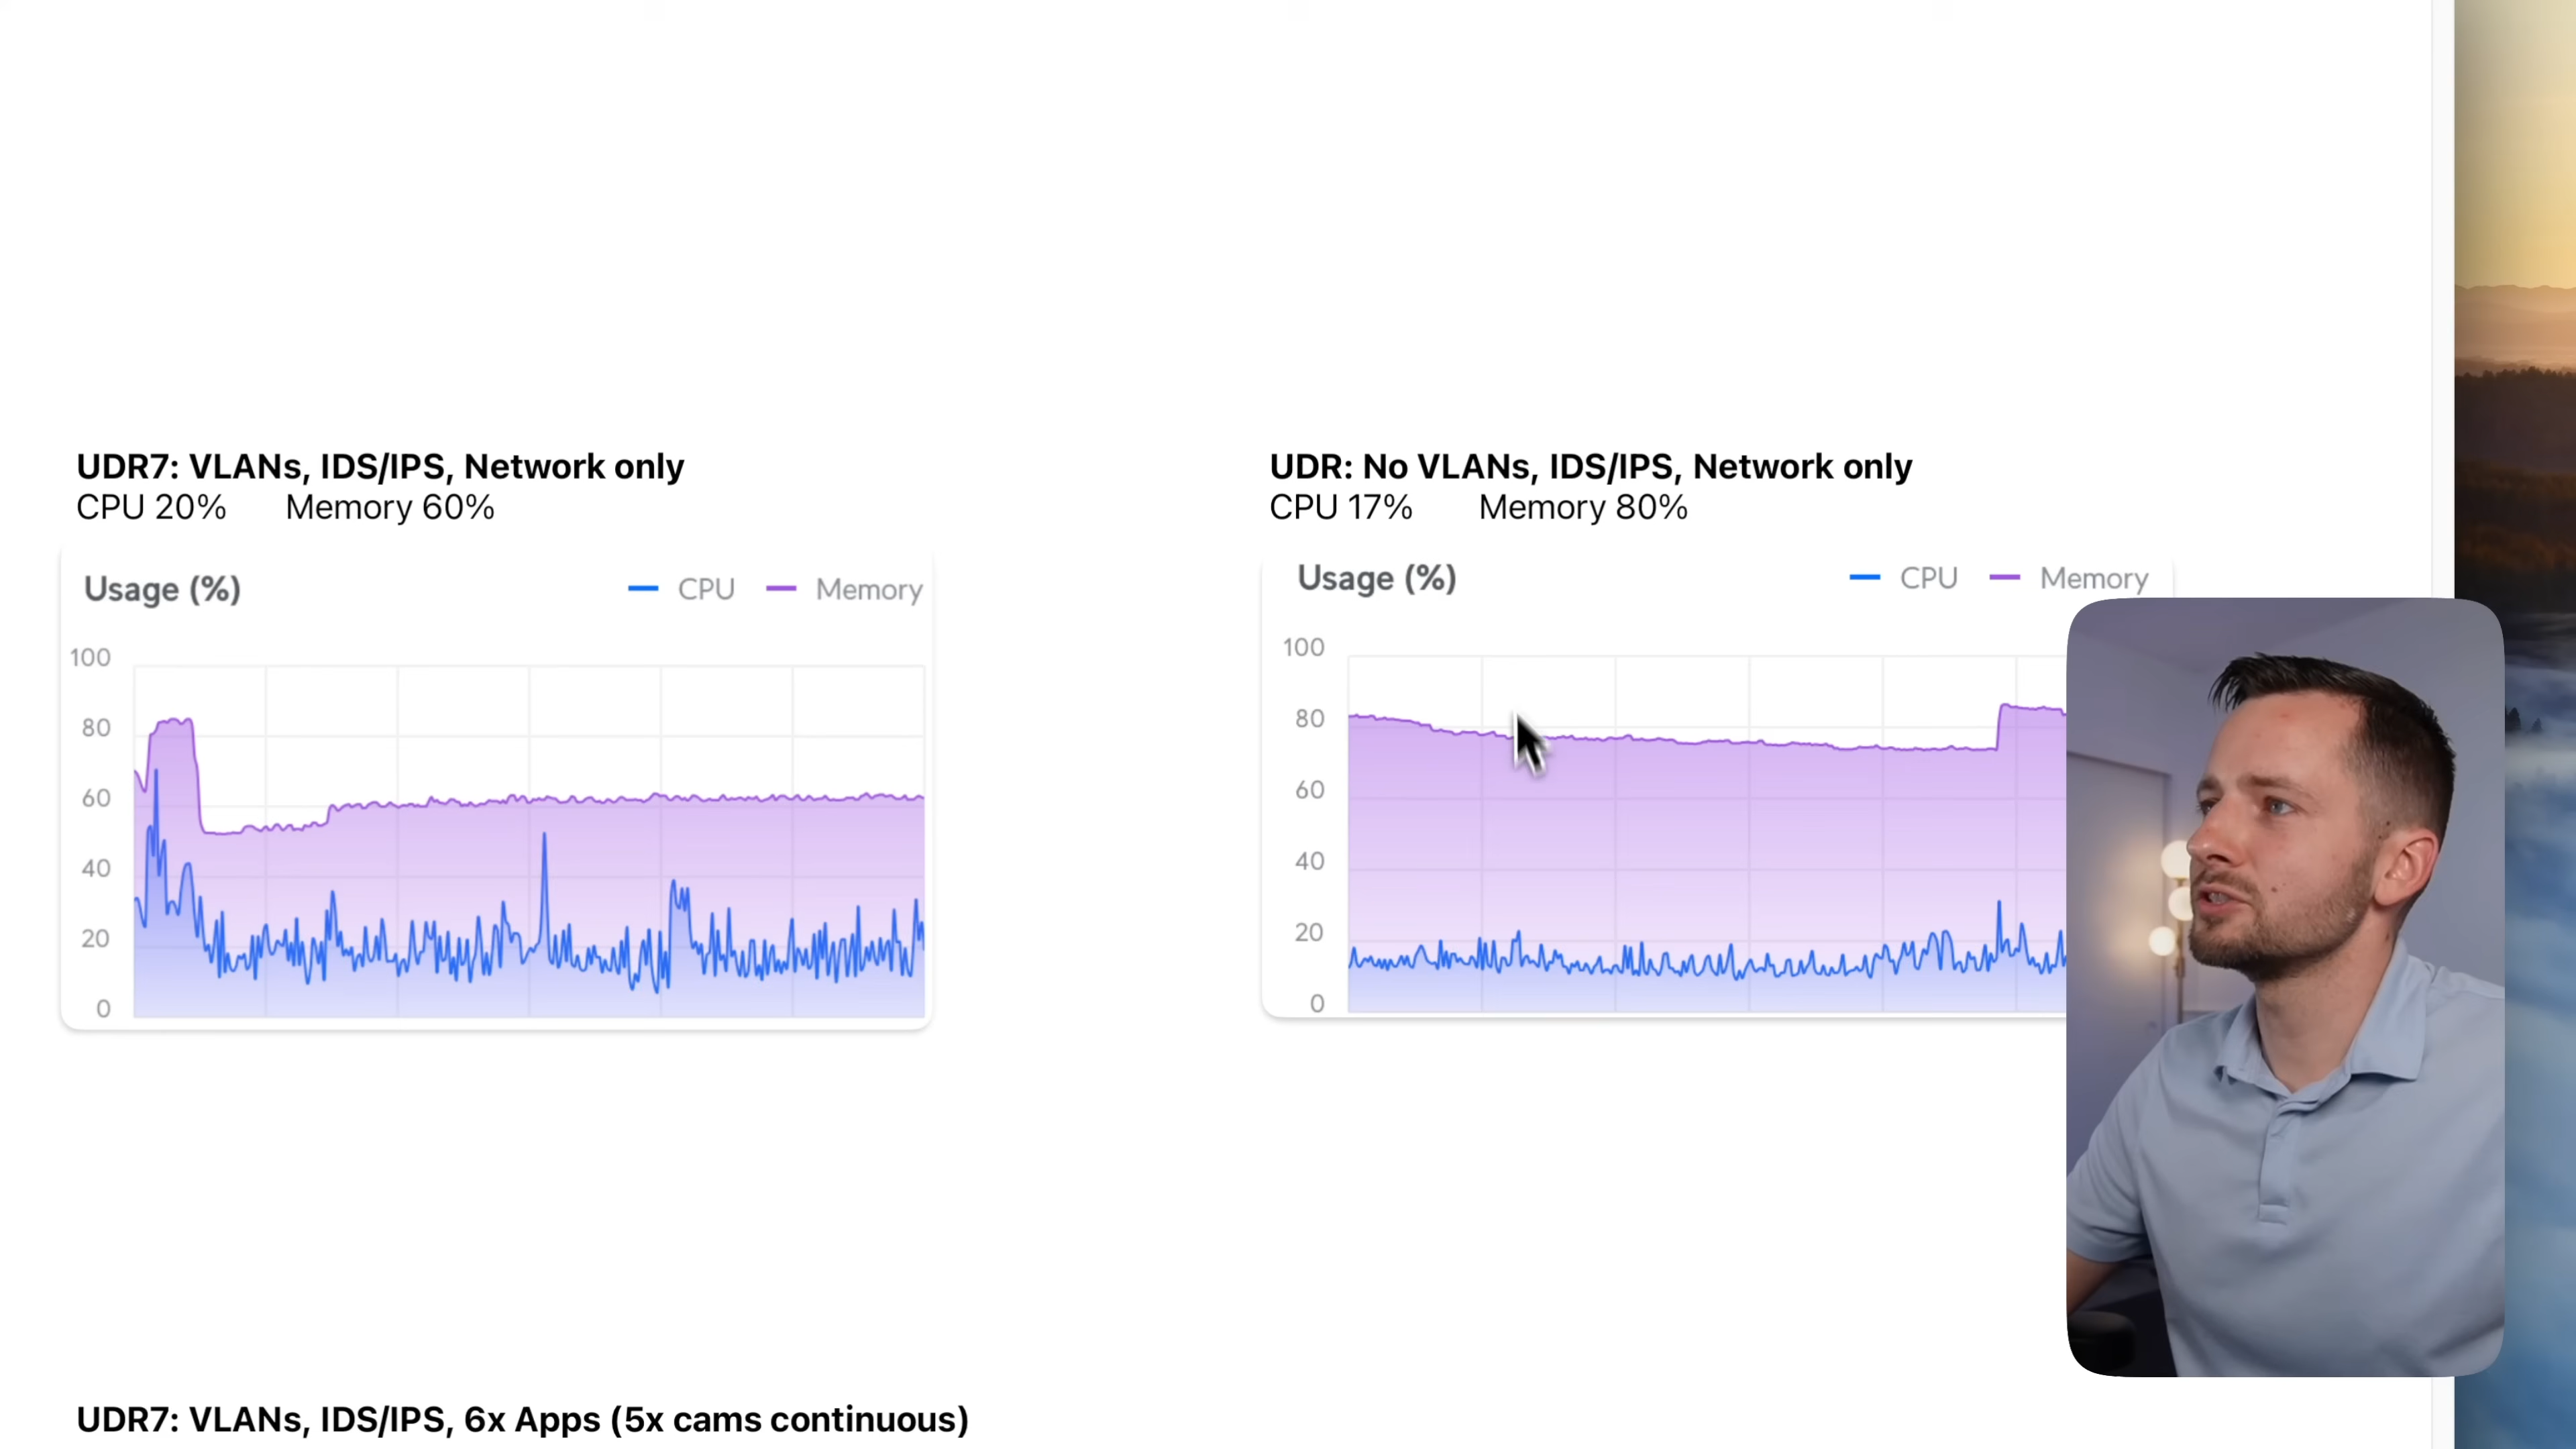 UDR7: VLANs, IDS/IPS, Network only
CPU 20% Memory 60%
Usage (%)
CPU Memory
100
80
60
40
20
0
UDR: No VLANs, IDS/IPS, Network only
CPU 17% Memory 80%
Usage (%)
CPU Memory
100
80
60
40
20
0
UDR7: VLANs, IDS/IPS, 6x Apps (5x cams continuous)